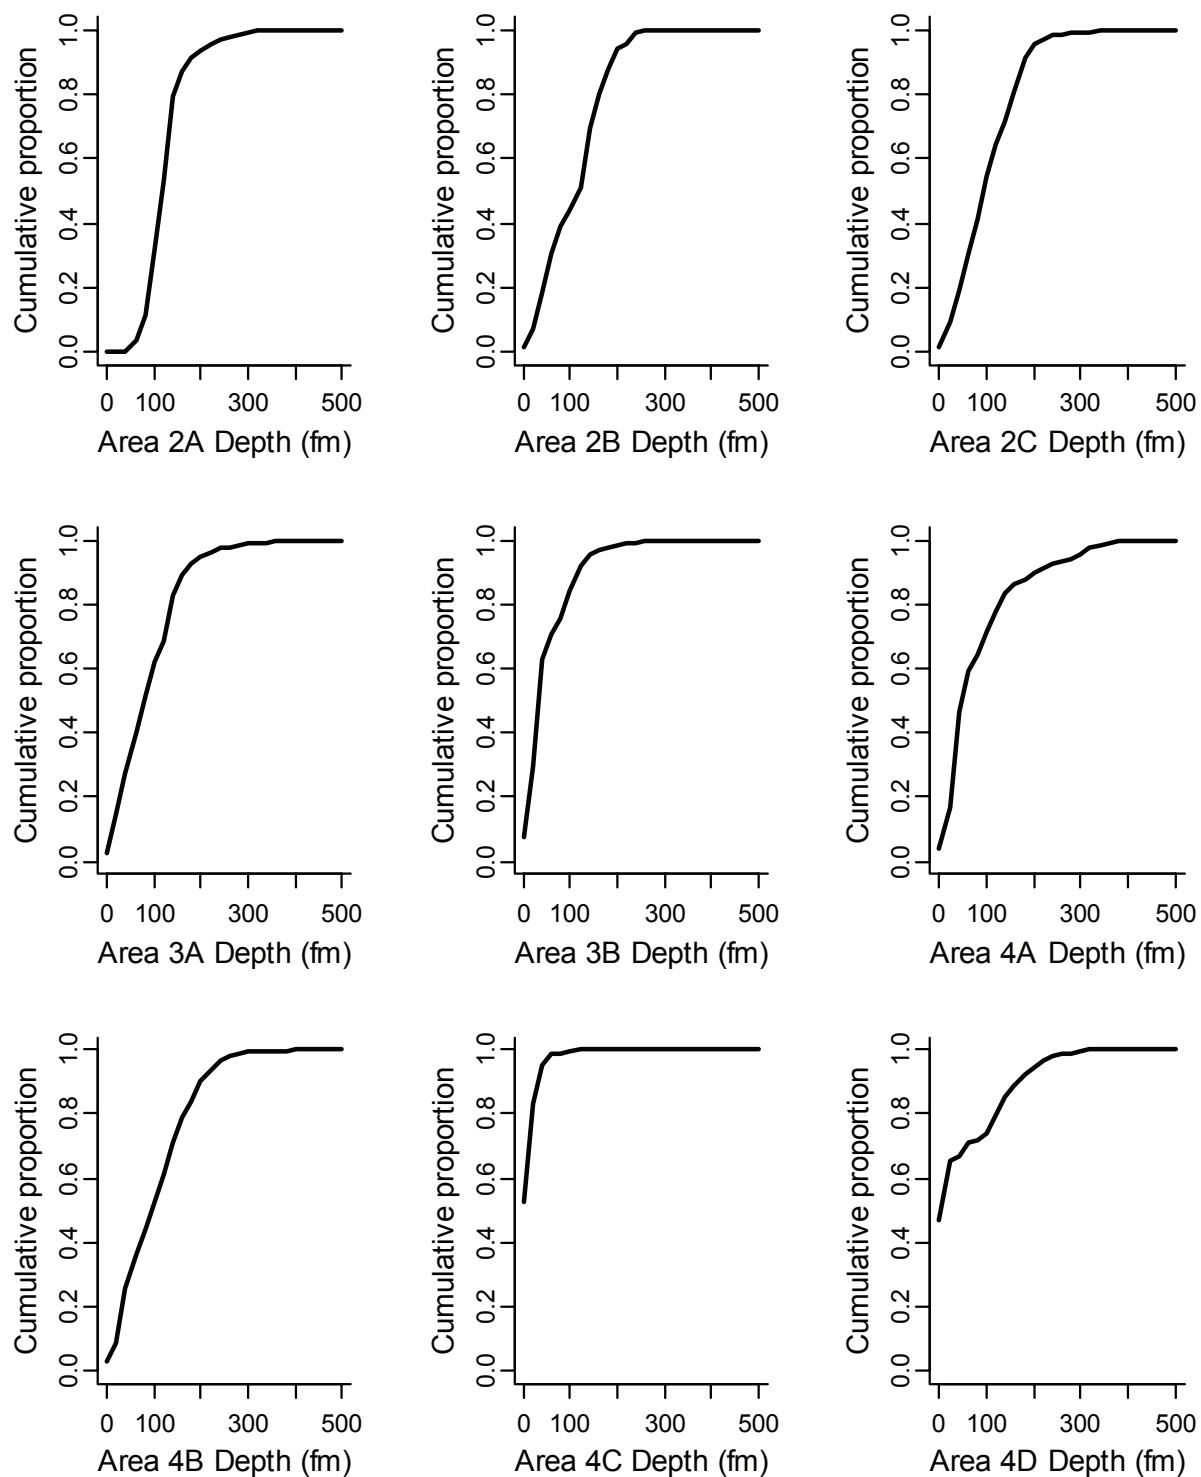 Cumulative proportion
0.0 0.2 0.4 0.6 0.8 1.0
0 100 300 500
Area 2A Depth (fm)
Cumulative proportion
0.0 0.2 0.4 0.6 0.8 1.0
0 100 300 500
Area 2B Depth (fm)
Cumulative proportion
0.0 0.2 0.4 0.6 0.8 1.0
0 100 300 500
Area 2C Depth (fm)
Cumulative proportion
0.0 0.2 0.4 0.6 0.8 1.0
0 100 300 500
Area 3A Depth (fm)
Cumulative proportion
0.0 0.2 0.4 0.6 0.8 1.0
0 100 300 500
Area 3B Depth (fm)
Cumulative proportion
0.0 0.2 0.4 0.6 0.8 1.0
0 100 300 500
Area 4A Depth (fm)
Cumulative proportion
0.0 0.2 0.4 0.6 0.8 1.0
0 100 300 500
Area 4B Depth (fm)
Cumulative proportion
0.0 0.2 0.4 0.6 0.8 1.0
0 100 300 500
Area 4C Depth (fm)
Cumulative proportion
0.0 0.2 0.4 0.6 0.8 1.0
0 100 300 500
Area 4D Depth (fm)